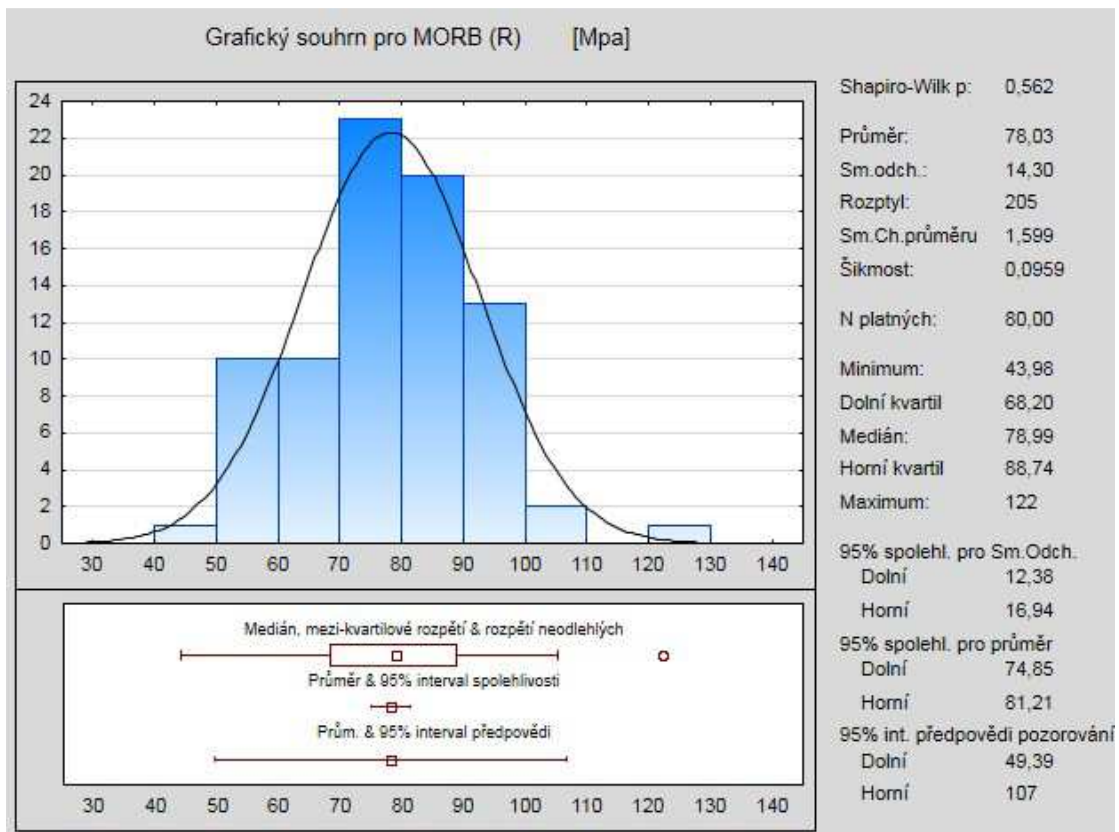 Grafický souhrn pro MORB (R) [Mpa]
24
22
20
18
16
14
12
10
8
6
4
2
0
30 40 50 60 70 80 90 100 110 120 130 140
Medián, mezi-kvartilové rozpětí & rozpětí neodlehlých
Průměr & 95% interval spolehlivosti
Prům. & 95% interval předpovědi
30 40 50 60 70 80 90 100 110 120 130 140
Shapiro-Wilk p: 0,562
Průměr: 78,03
Sm.odch.: 14,30
Rozptyl: 205
Sm.Ch.průměru 1,599
Šikmost: 0,0959
N platných: 80,00
Minimum: 43,98
Dolní kvartil 68,20
Medián: 78,99
Horní kvartil 88,74
Maximum: 122
95% spolehl. pro Sm.Odch.
Dolní 12,38
Horní 16,94
95% spolehl. pro průměr
Dolní 74,85
Horní 81,21
95% int. předpovědi pozorování
Dolní 49,39
Horní 107